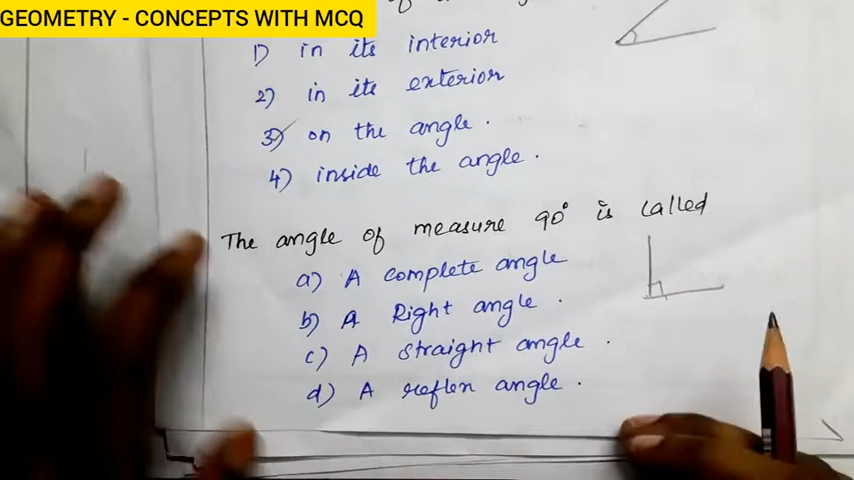 GEOMETRY - CONCEPTS WITH MCQ
of
1) in its interior
2) in its exterior
3) on the angle.
4) inside the angle.
The angle of measure 90° is called
a) A complete angle
b) A Right angle.
c) A straight angle.
d) A reflex angle.